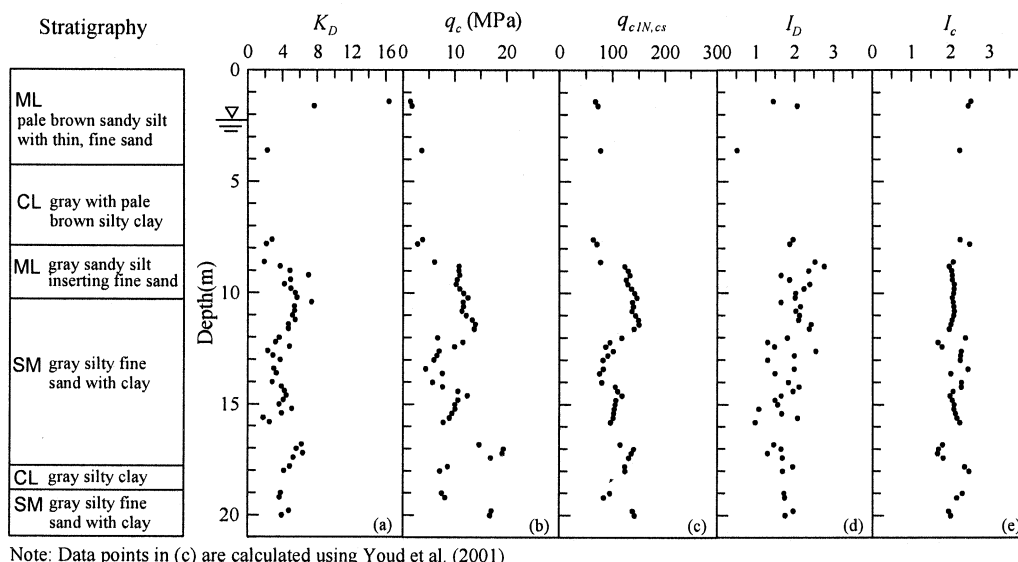 Stratigraphy
K_D
q_c (MPa)
q_c1N,cs
I_D
I_c
0 4 8 12 16 0 10 20 30 0 100 200 300 1 2 3 0 1 2 3
0
5
10
15
20
Depth(m)
ML
pale brown sandy silt
with thin, fine sand
CL gray with pale
brown silty clay
ML gray sandy silt
inserting fine sand
SM gray silty fine
sand with clay
CL gray silty clay
SM gray silty fine
sand with clay
(a)
(b)
(c)
(d)
(e)
Note: Data points in (c) are calculated using Youd et al. (2001)